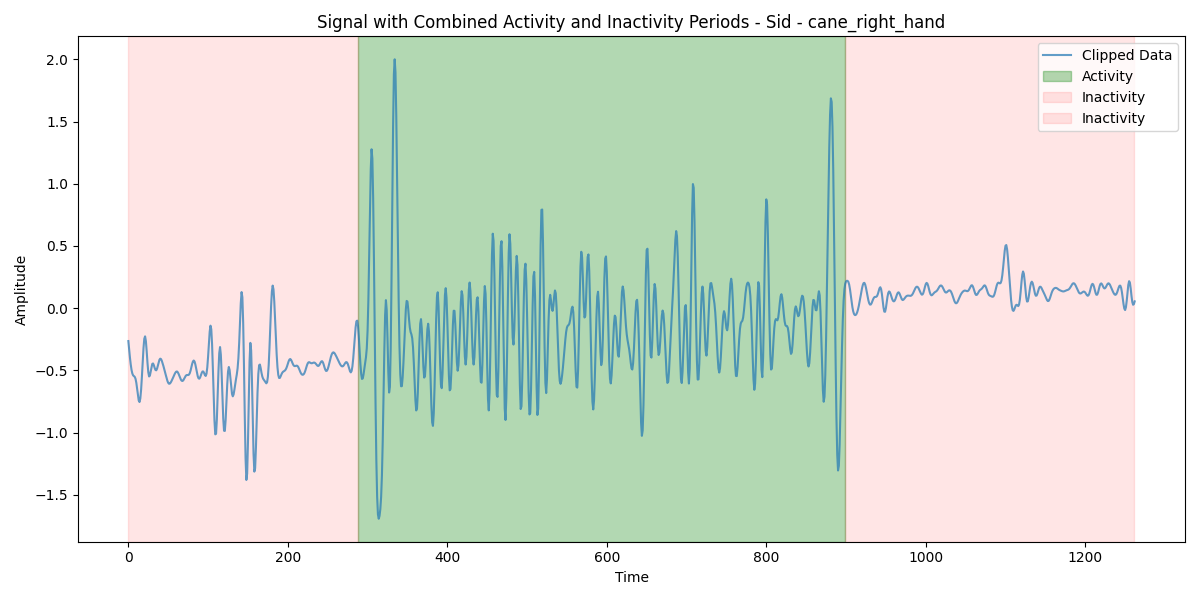 Signal with Combined Activity and Inactivity Periods - Sid - cane_right_hand
Clipped Data
Activity
Inactivity
Inactivity
Amplitude
2.0
1.5
1.0
0.5
0.0
−0.5
−1.0
−1.5
0 200 400 600 800 1000 1200
Time